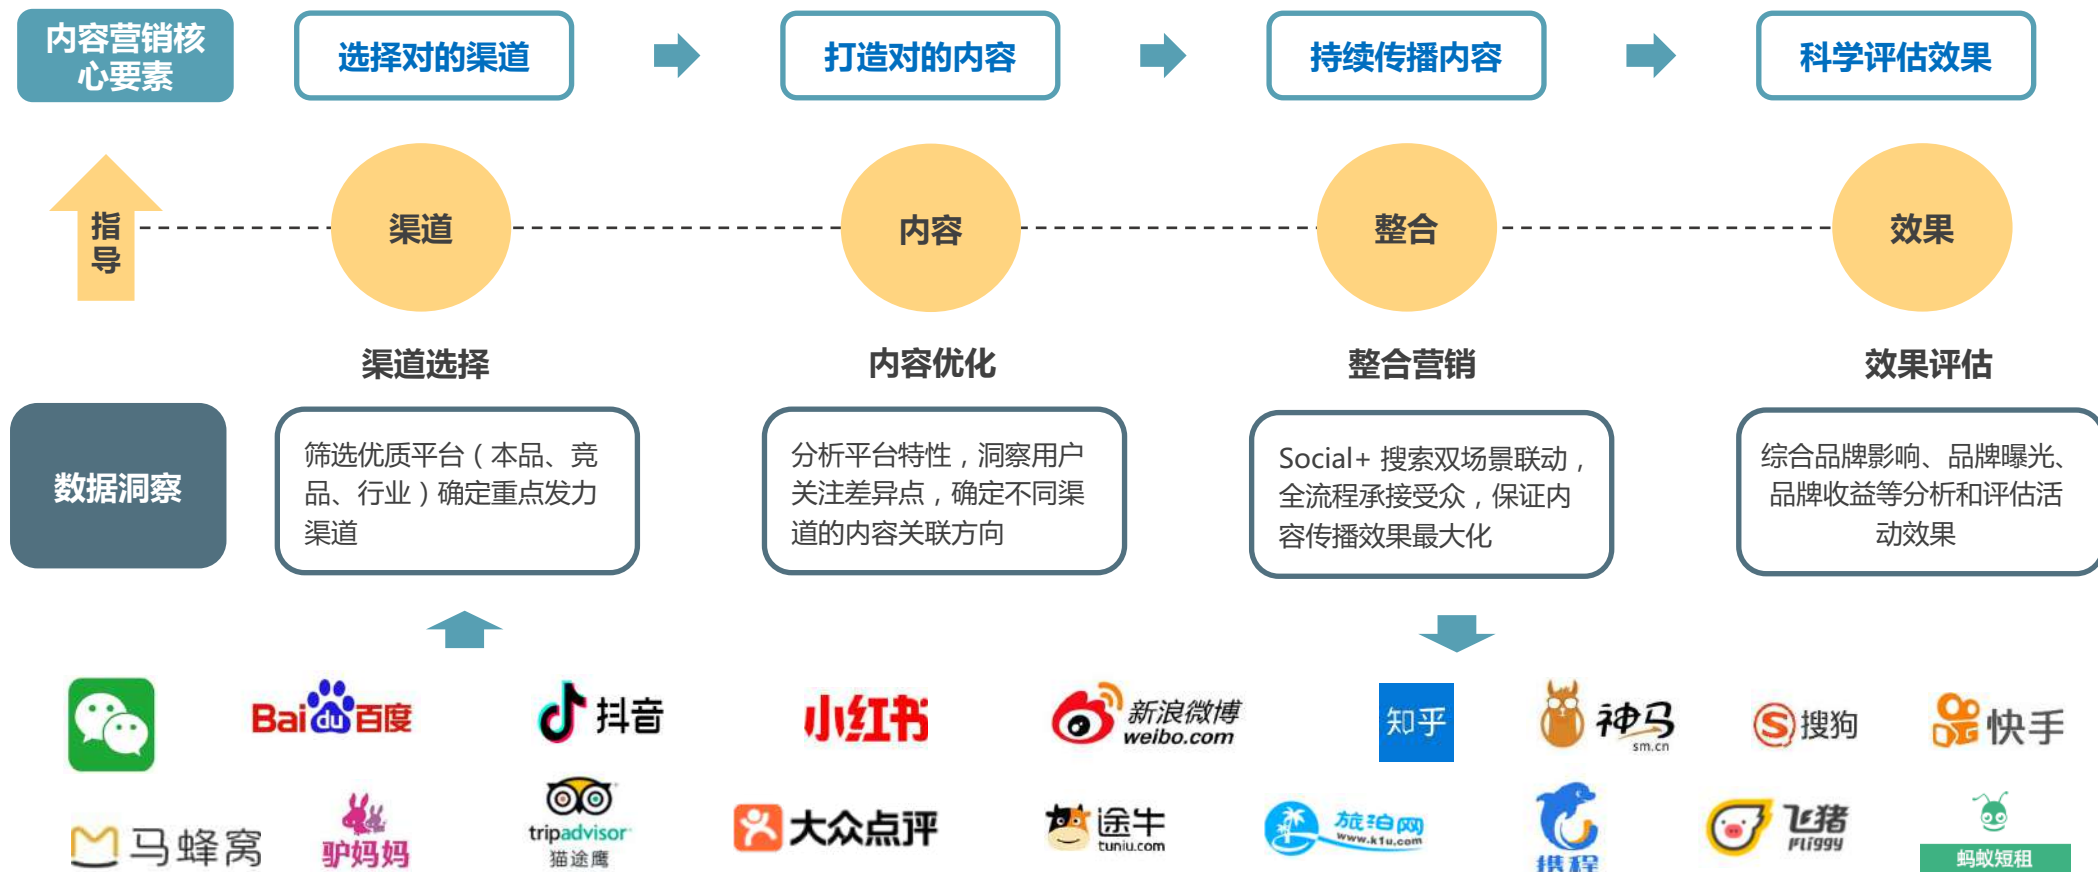 内容营销核
心要素
选择对的渠道
打造对的内容
持续传播内容
科学评估效果
指
导
渠道
内容
整合
效果
渠道选择
内容优化
整合营销
效果评估
数据洞察
筛选优质平台（本品、竞
品、行业）确定重点发力
渠道
分析平台特性，洞察用户
关注差异点，确定不同渠
道的内容关联方向
Social+ 搜索双场景联动，
全流程承接受众，保证内
容传播效果最大化
综合品牌影响、品牌曝光、
品牌收益等分析和评估活
动效果
Bai du 百度
抖音
小红书
新浪微博
weibo.com
知乎
神马
sm.cn
S 搜狗
快手
马蜂窝
驴妈妈
tripadvisor
猫途鹰
大众点评
途牛
tuniu.com
旅泊网
www.k1u.com
携程
飞猪
Fliggy
蚂蚁短租